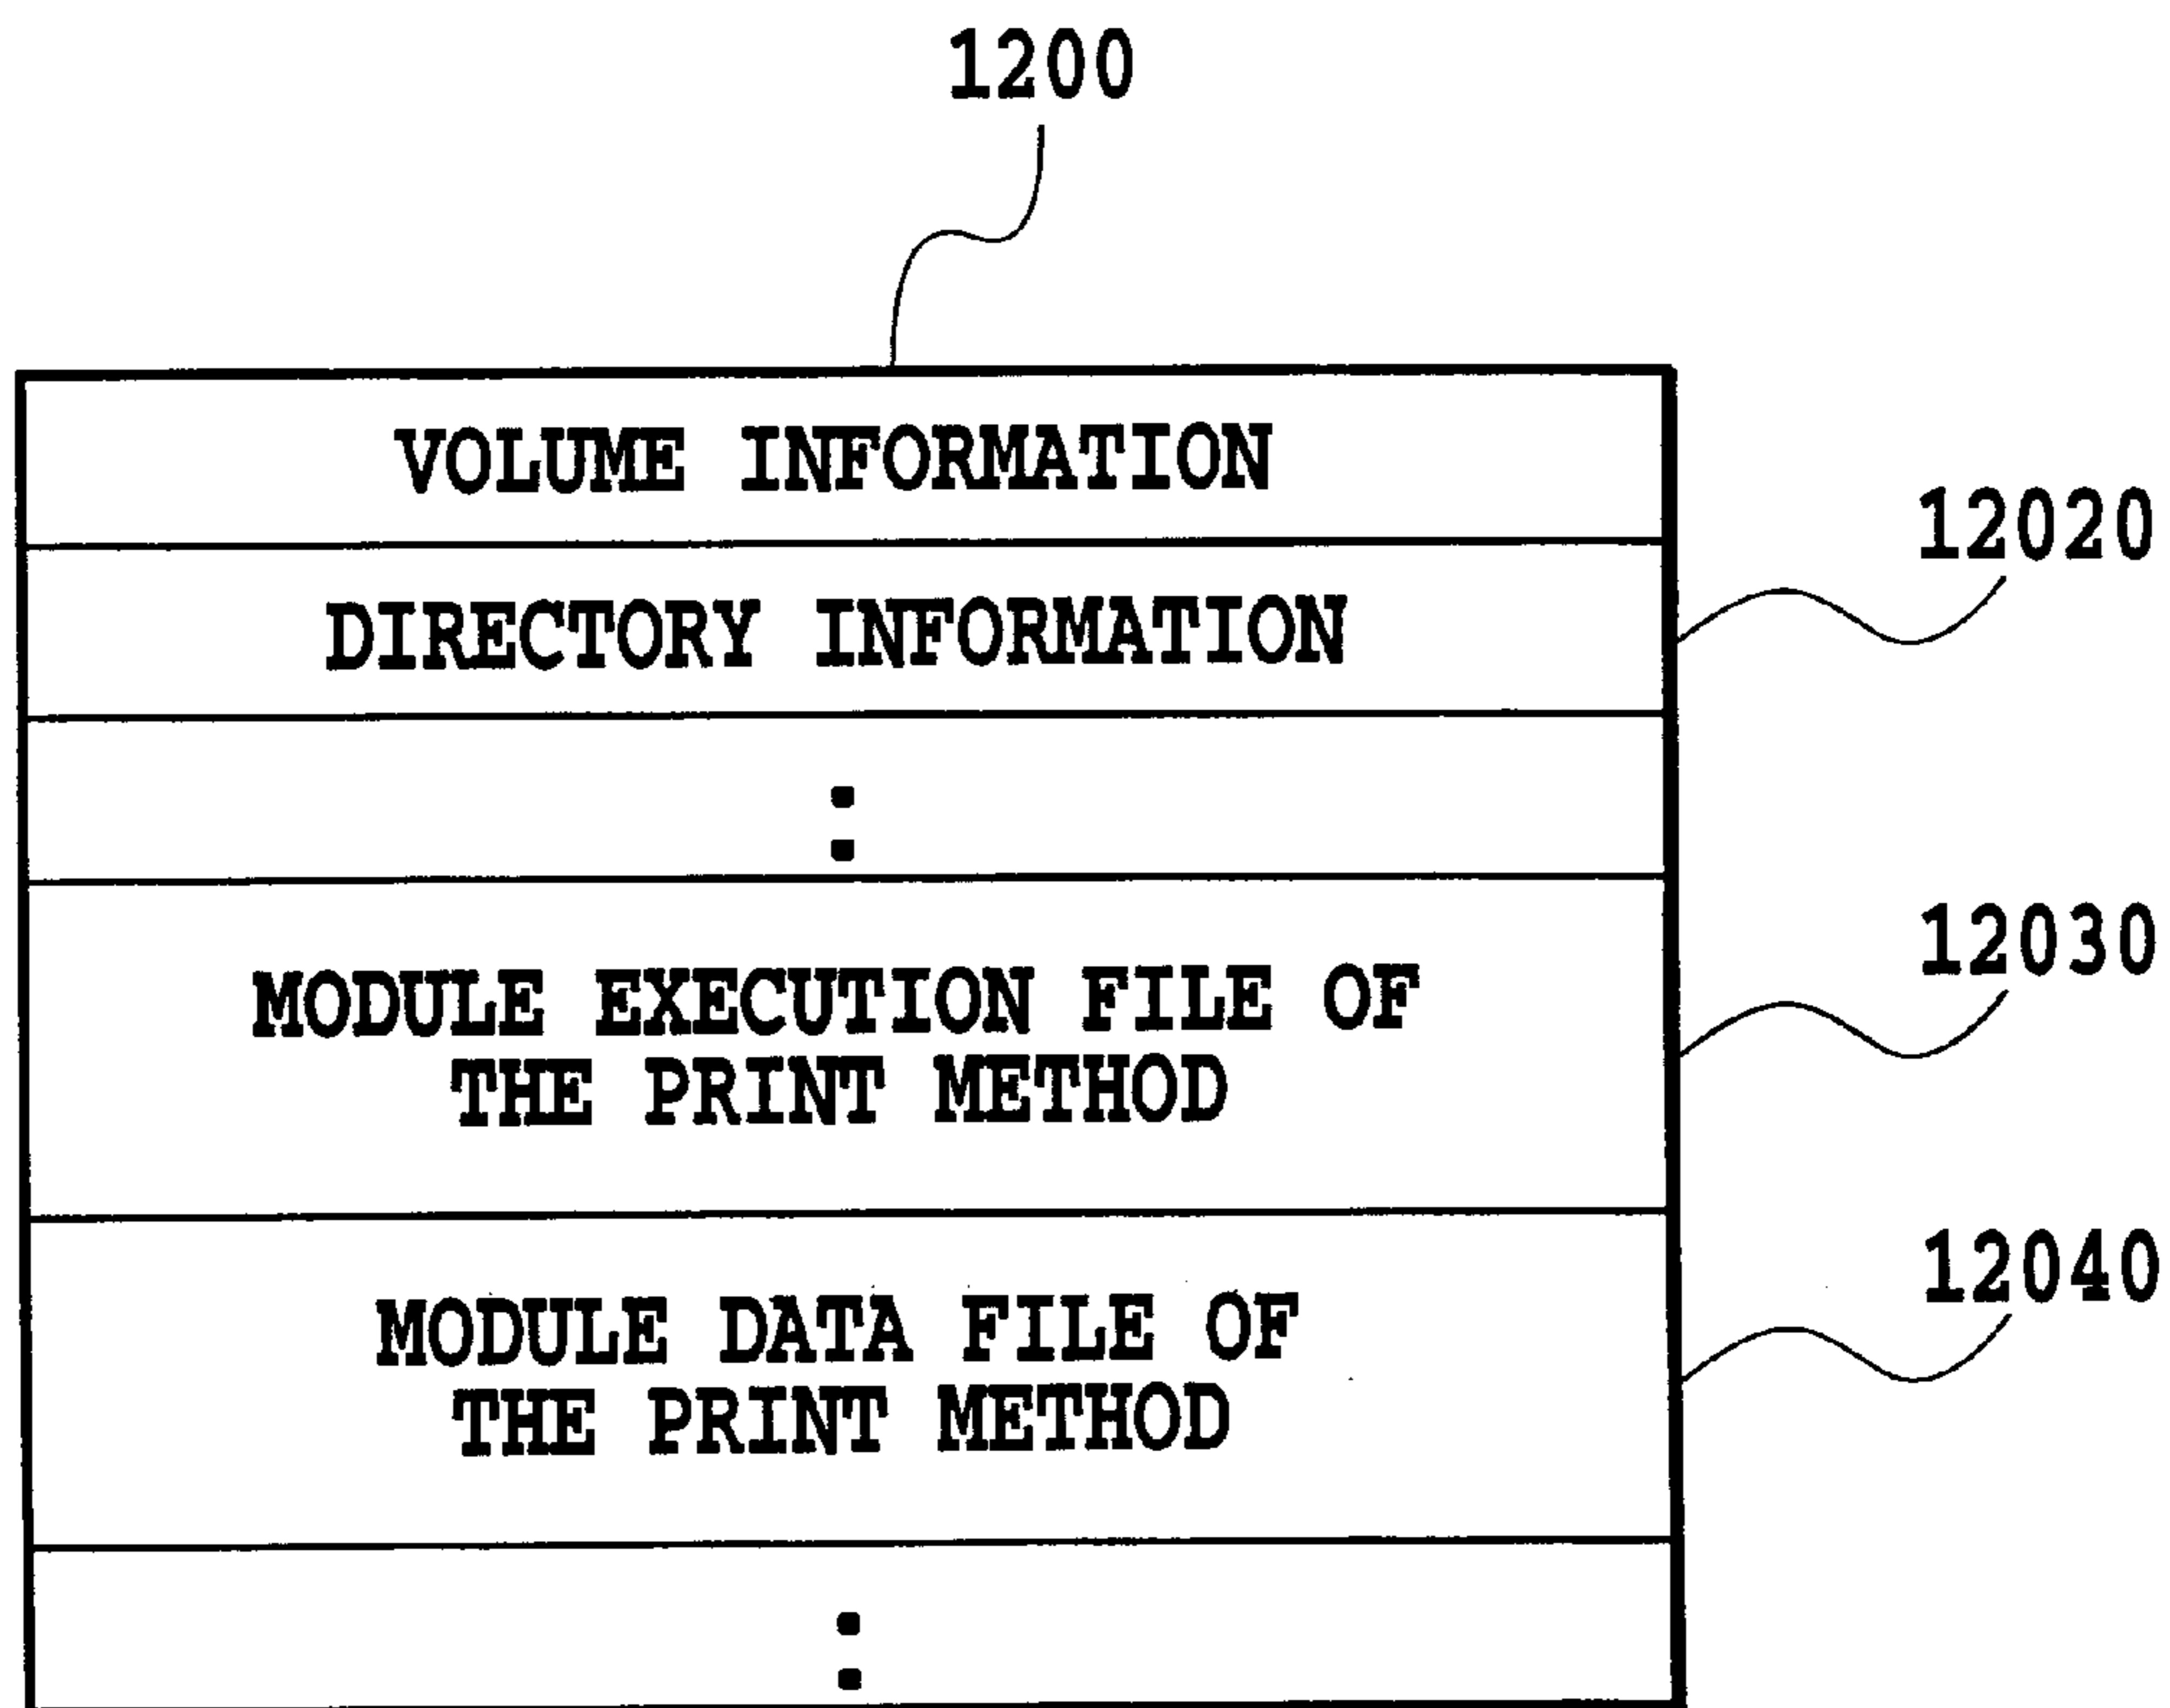 1200
VOLUME INFORMATION
12020
DIRECTORY INFORMATION
:
12030
MODULE EXECUTION FILE OF
THE PRINT METHOD
12040
MODULE DATA FILE OF
THE PRINT METHOD
: